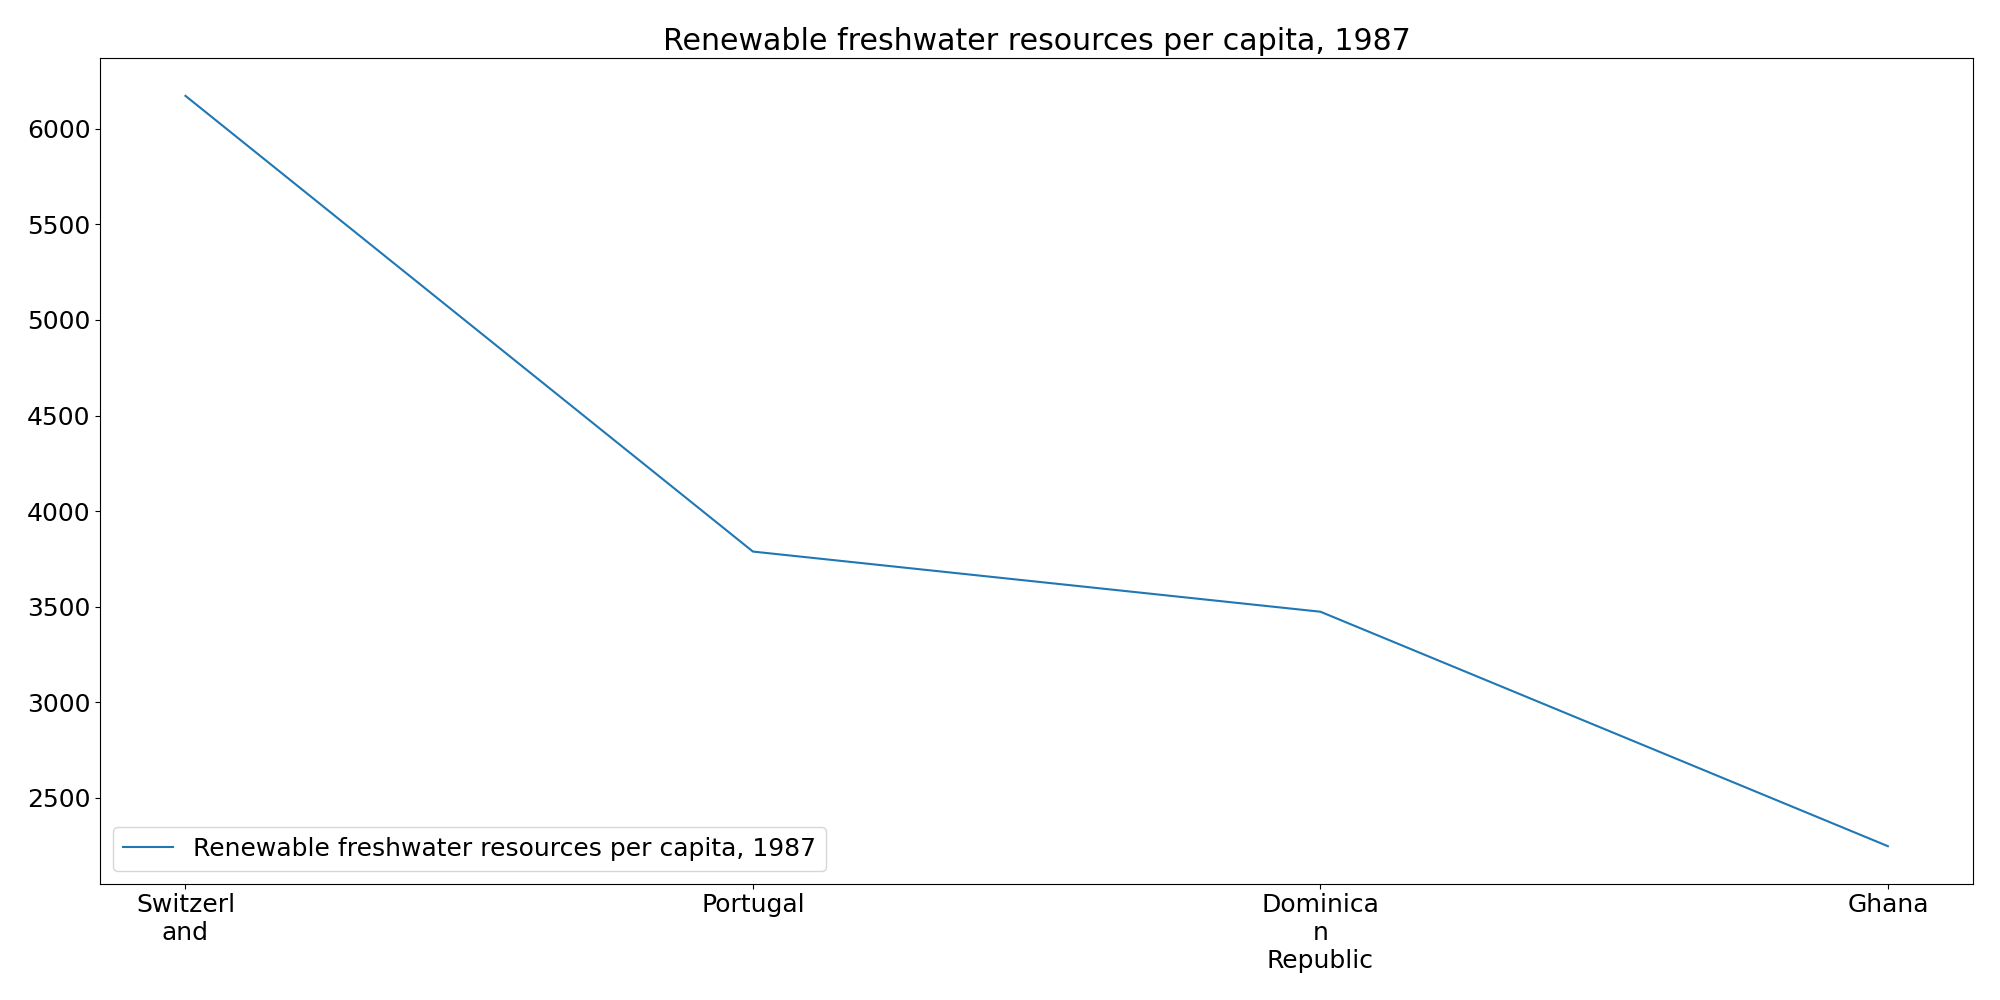 Renewable freshwater resources per capita, 1987
6000
5500
5000
4500
4000
3500
3000
2500
Renewable freshwater resources per capita, 1987
Switzerl
and
Portugal
Dominica
n
Republic
Ghana